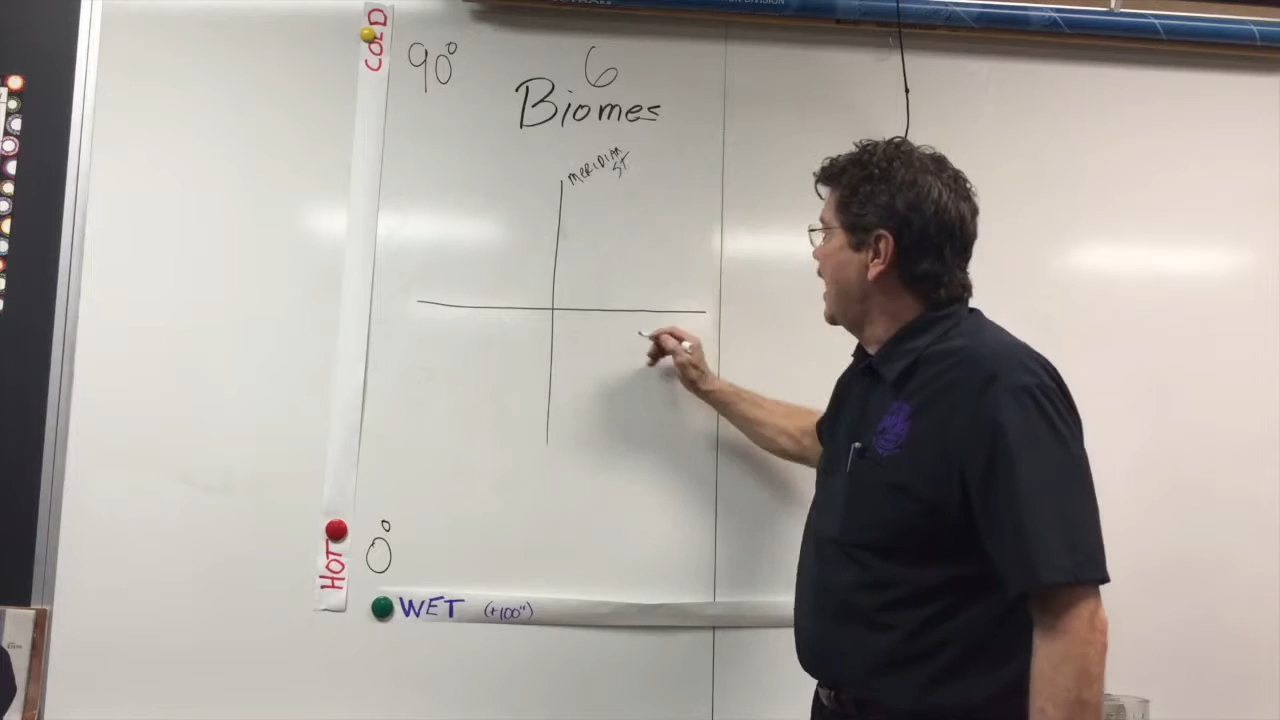 COLD
90°
6
Biomes
MERIDIAN
ST
HOT
0°
WET (+100")